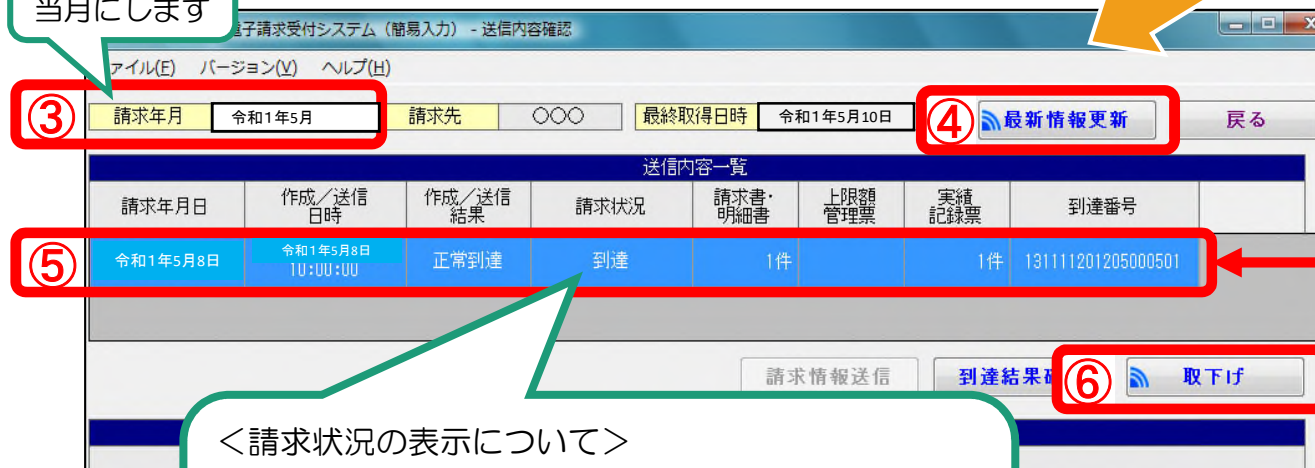 当月にします
子請求受付システム（簡易入力） - 送信内容確認
ァイル(F) バージョン(V) ヘルプ(H)
③ 請求年月 令和1年5月 請求先 ○○○ 最終取得日時 令和1年5月10日 ④ 最新情報更新 戻る
送信内容一覧
請求年月日 作成／送信日時 作成／送信結果 請求状況 請求書・明細書 上限額管理票 実績記録票 到達番号
⑤ 令和1年5月8日 令和1年5月8日 10:00:00 正常到達 到達 1件 1件 131111201205000501
請求情報送信 到達結果 ⑥ 取下げ
＜請求状況の表示について＞